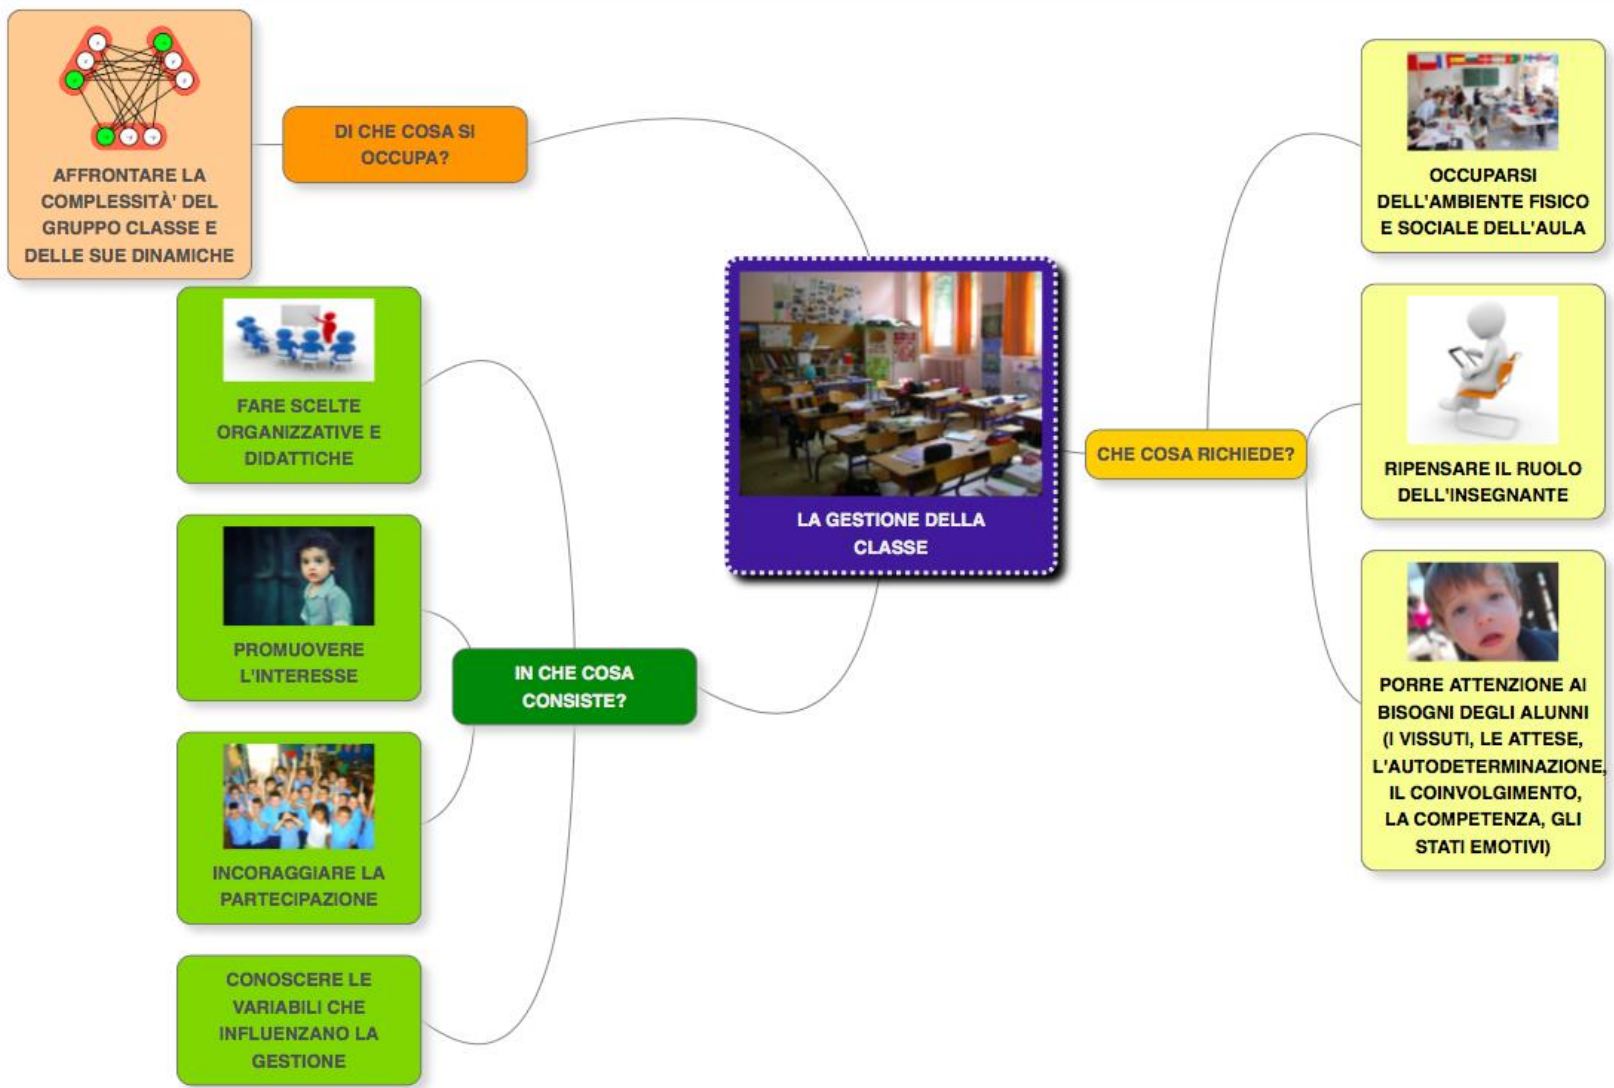 AFFRONTARE LA
COMPLESSITÀ' DEL
GRUPPO CLASSE E
DELLE SUE DINAMICHE
DI CHE COSA SI
OCCUPA?
FARE SCELTE
ORGANIZZATIVE E
DIDATTICHE
PROMUOVERE
L'INTERESSE
INCORAGGIARE LA
PARTECIPAZIONE
CONOSCERE LE
VARIABILI CHE
INFLUENZANO LA
GESTIONE
IN CHE COSA
CONSISTE?
LA GESTIONE DELLA
CLASSE
CHE COSA RICHIEDE?
OCCUPARSI
DELL'AMBIENTE FISICO
E SOCIALE DELL'AULA
RIPENSARE IL RUOLO
DELL'INSEGNANTE
PORRE ATTENZIONE AI
BISOGNI DEGLI ALUNNI
(I VISSUTI, LE ATTESE,
L'AUTODETERMINAZIONE,
IL COINVOLGIMENTO,
LA COMPETENZA, GLI
STATI EMOTIVI)